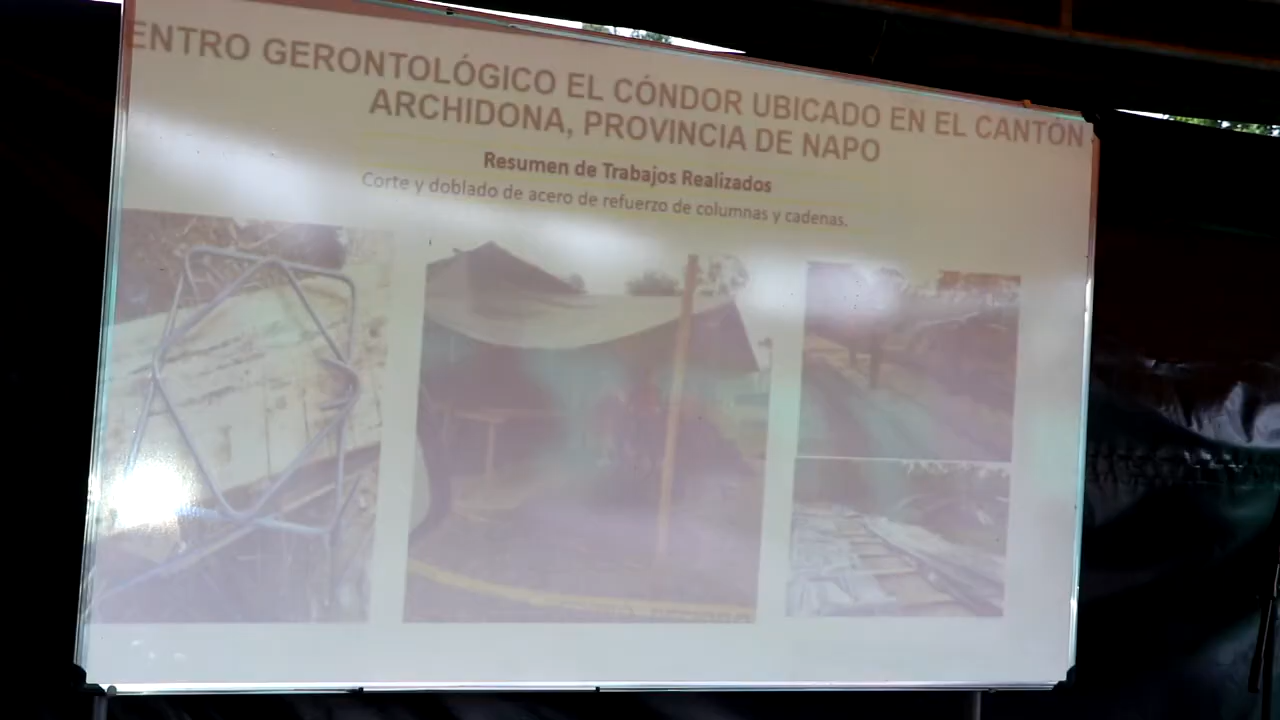 ENTRO GERONTOLÓGICO EL CÓNDOR UBICADO EN EL CANTÓN
ARCHIDONA, PROVINCIA DE NAPO
Resumen de Trabajos Realizados
Corte y doblado de acero de refuerzo de columnas y cadenas.